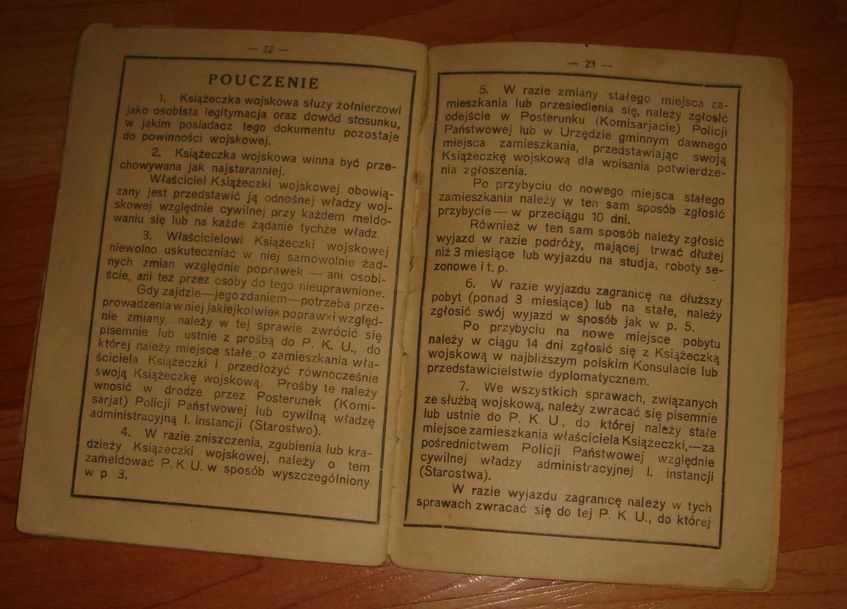 — 22 —
POUCZENIE
1. Książeczka wojskowa służy żołnierzowi
jako osobista legitymacja oraz dowód stosunku,
w jakim posiadacz tego dokumentu pozostaje
do powinności wojskowej.
2. Książeczka wojskowa winna być prze-
chowywana jak najstaranniej.
Właściciel Książeczki wojskowej obowią-
zany jest przedstawić ją odnośnej władzy woj-
skowej względnie cywilnej przy każdem meldo-
waniu się lub na każde żądanie tychże władz
3. Właścicielowi Książeczki wojskowej
niewolno uskuteczniać w niej samowolnie żad-
nych zmian względnie poprawek — ani osobi-
ście, ani też przez osoby do tego nieuprawnione.
Gdy zajdzie—jego zdaniem—potrzeba prze-
prowadzenia w niej jakiejkolwiek poprawki względ-
nie zmiany, należy w tej sprawie zwrócić się
pisemnie lub ustnie z prośbą do P. K. U., do
której należy miejsce stałego zamieszkania wła-
ściciela Książeczki i przedłożyć równocześnie
swoją Książeczkę wojskową. Prośby te należy
wnosić w drodze przez Posterunek (Komi-
sarjat) Policji Państwowej lub cywilną władzę
administracyjną I. instancji (Starostwo).
4. W razie zniszczenia, zgubienia lub kra-
dzieży Książeczki wojskowej, należy o tem
zameldować P. K. U. w sposób wyszczególniony
w p 3.
— 23 —
5. W razie zmiany stałego miejsca za-
mieszkania lub przesiedlenia się, należy zgłosić
odejście w Posterunku (Komisarjacie) Policji
Państwowej lub w Urzędzie gminnym dawnego
miejsca zamieszkania, przedstawiając swoją
Książeczkę wojskową dla wpisania potwierdze-
nia zgłoszenia.
Po przybyciu do nowego miejsca stałego
zamieszkania należy w ten sam sposób zgłosić
przybycie — w przeciągu 10 dni.
Również w ten sam sposób należy zgłosić
wyjazd w razie podróży, mającej trwać dłużej
niż 3 miesiące lub wyjazdu na studja, roboty se-
zonowe i t. p.
6. W razie wyjazdu zagranicę na dłuższy
pobyt (ponad 3 miesiące) lub na stałe, należy
zgłosić swój wyjazd w sposób jak w p. 5.
Po przybyciu na nowe miejsce pobytu
należy w ciągu 14 dni zgłosić się z Książeczką
wojskową w najbliższym polskim Konsulacie lub
przedstawicielstwie dyplomatycznem.
7. We wszystkich sprawach, związanych
ze służbą wojskową, należy zwracać się pisemnie
lub ustnie do P. K. U., do której należy stałe
miejsce zamieszkania właściciela Książeczki,—za
pośrednictwem Policji Państwowej względnie
cywilnej władzy administracyjnej I. instancji
(Starostwa).
W razie wyjazdu zagranicę należy w tych
sprawach zwracać się do tej P. K. U., do której